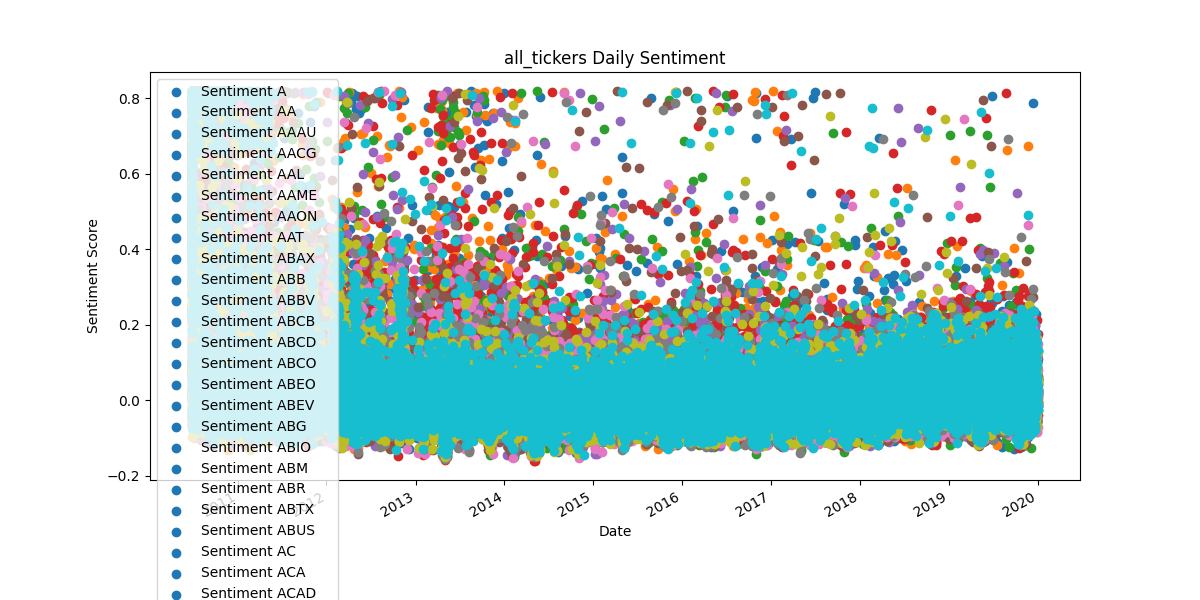 all_tickers Daily Sentiment
Sentiment Score
0.8
0.6
0.4
0.2
0.0
−0.2
Sentiment A
Sentiment AA
Sentiment AAAU
Sentiment AACG
Sentiment AAL
Sentiment AAME
Sentiment AAON
Sentiment AAT
Sentiment ABAX
Sentiment ABB
Sentiment ABBV
Sentiment ABCB
Sentiment ABCD
Sentiment ABCO
Sentiment ABEO
Sentiment ABEV
Sentiment ABG
Sentiment ABIO
Sentiment ABM
Sentiment ABR
Sentiment ABTX
Sentiment ABUS
Sentiment AC
Sentiment ACA
Sentiment ACAD
2011 2012 2013 2014 2015 2016 2017 2018 2019 2020
Date